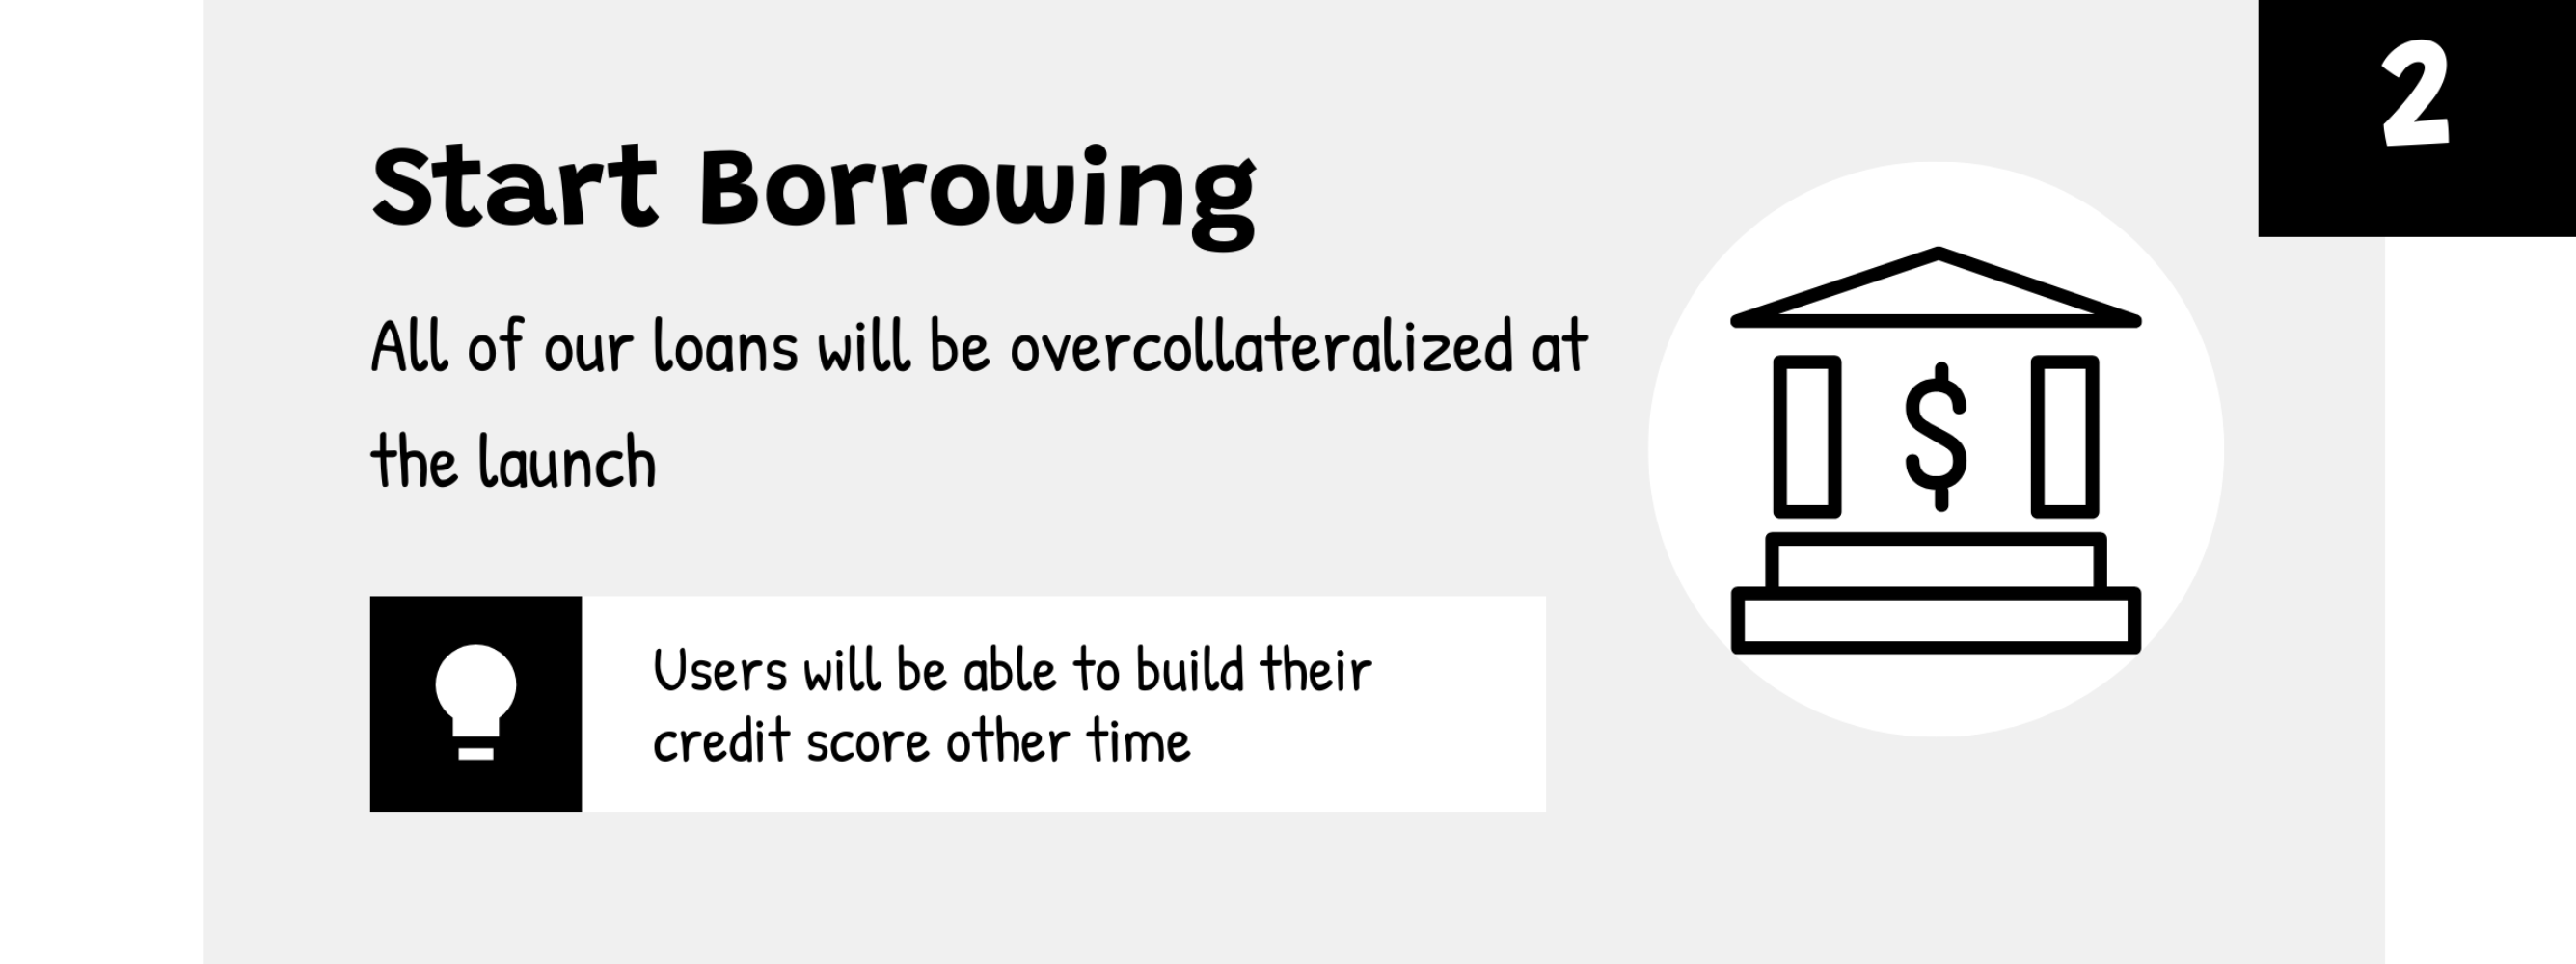 2
Start Borrowing
All of our loans will be overcollateralized at
the launch
$
Users will be able to build their
credit score other time